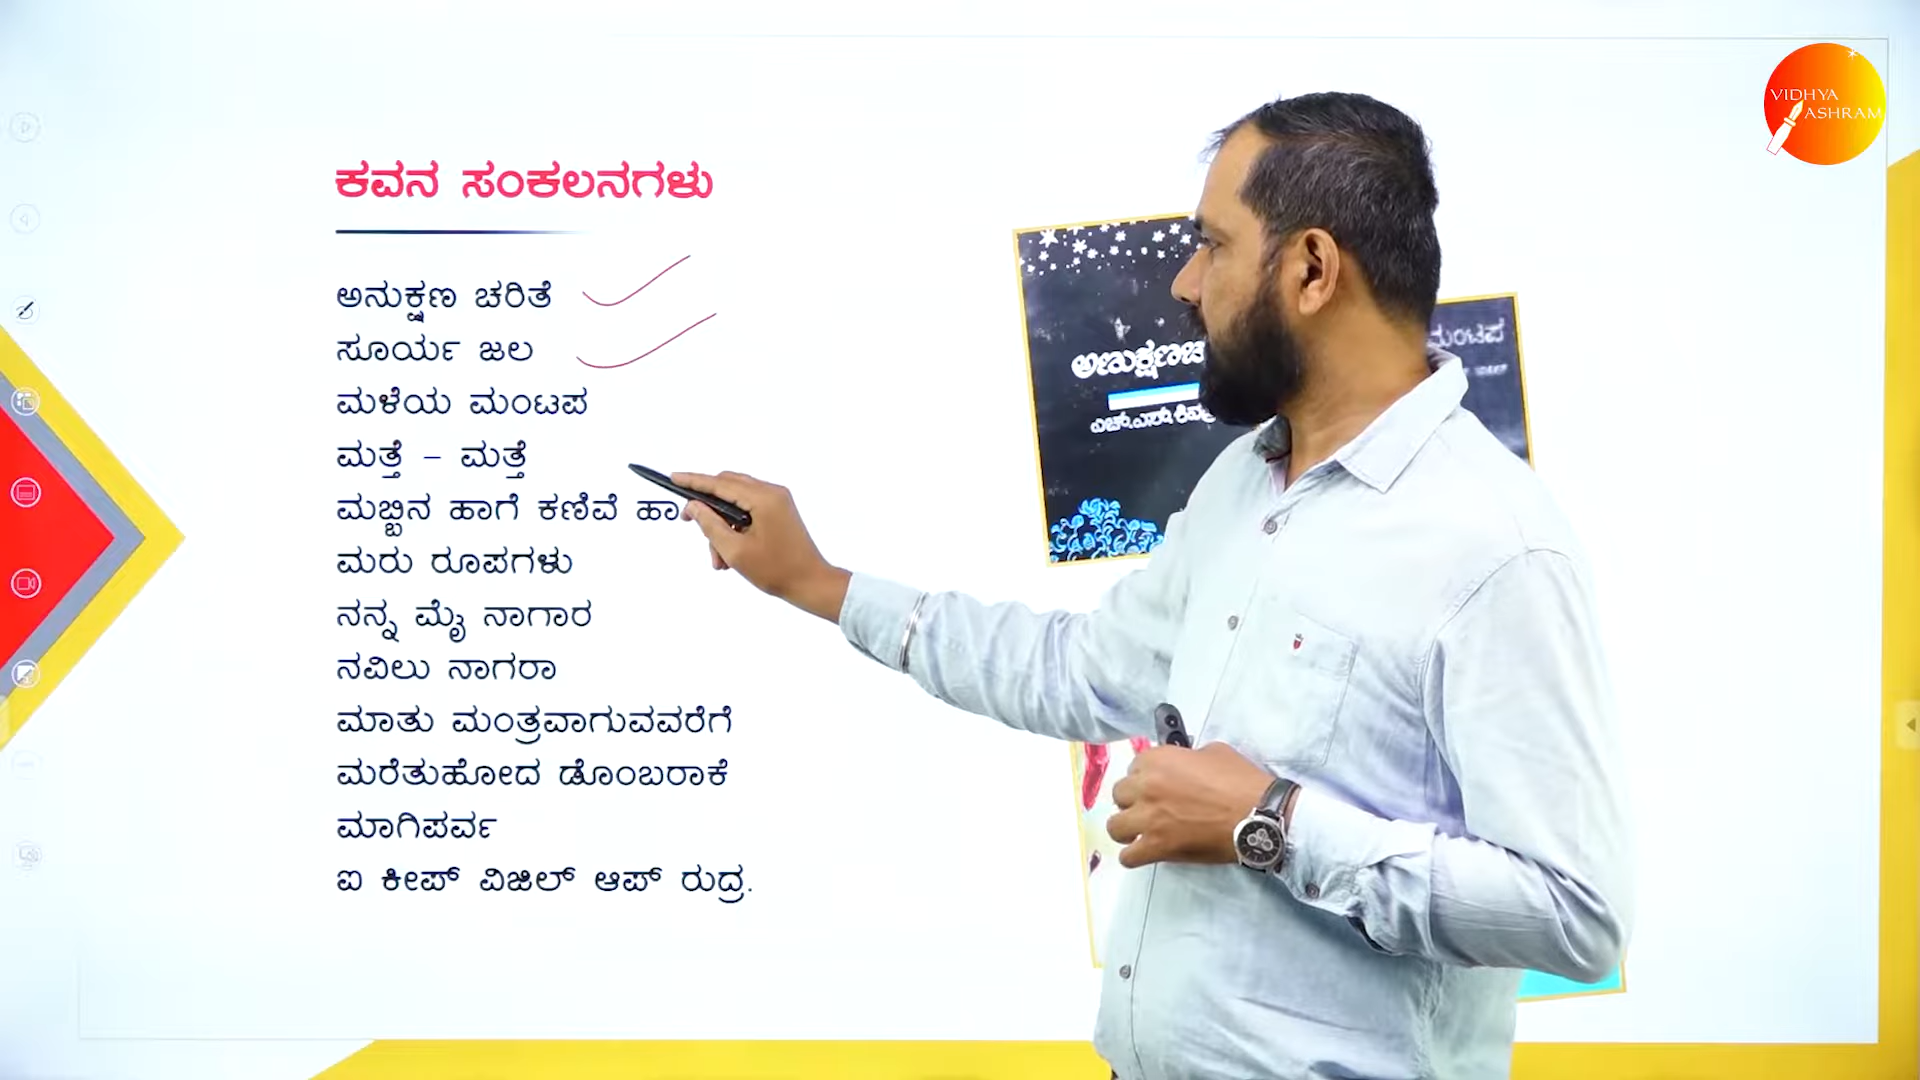 VIDHYA
ASHRAM
ಕವನ ಸಂಕಲನಗಳು
ಅನುಕ್ಷಣ ಚರಿತೆ
ಸೂರ್ಯ ಜಲ
ಮಳೆಯ ಮಂಟಪ
ಮತ್ತೆ – ಮತ್ತೆ
ಮಬ್ಬಿನ ಹಾಗೆ ಕಣಿವೆ
ಮರು ರೂಪಗಳು
ನನ್ನ ಮೈ ನಾಗಾರ
ನವಿಲು ನಾಗರಾ
ಮಾತು ಮಂತ್ರವಾಗುವವರೆಗೆ
ಮರೆತುಹೋದ ಡೊಂಬರಾಕೆ
ಮಾಗಿಪರ್ವ
ಐ ಕೀಪ್ ವಿಜಿಲ್ ಆಫ್ ರುದ್ರ.
ಮಂಟಪ